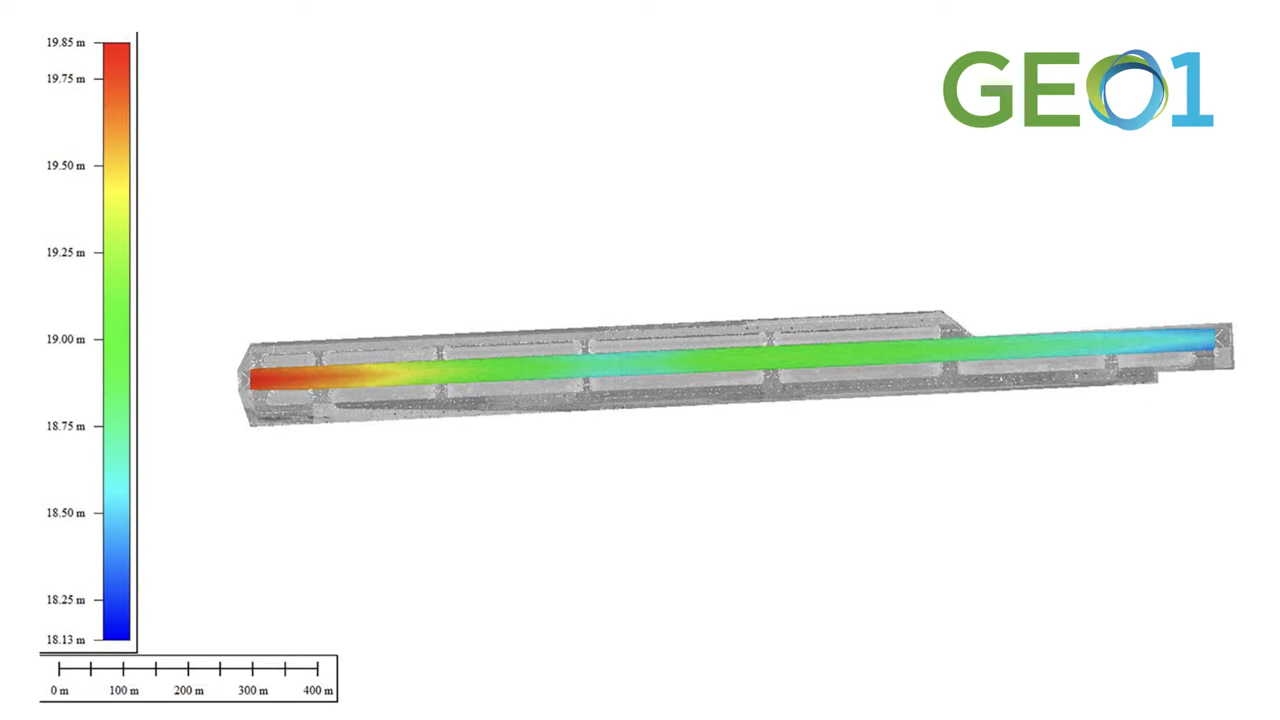 19.85 m
19.75 m
19.50 m
19.25 m
19.00 m
18.75 m
18.50 m
18.25 m
18.13 m
0 m 100 m 200 m 300 m 400 m
GEO1